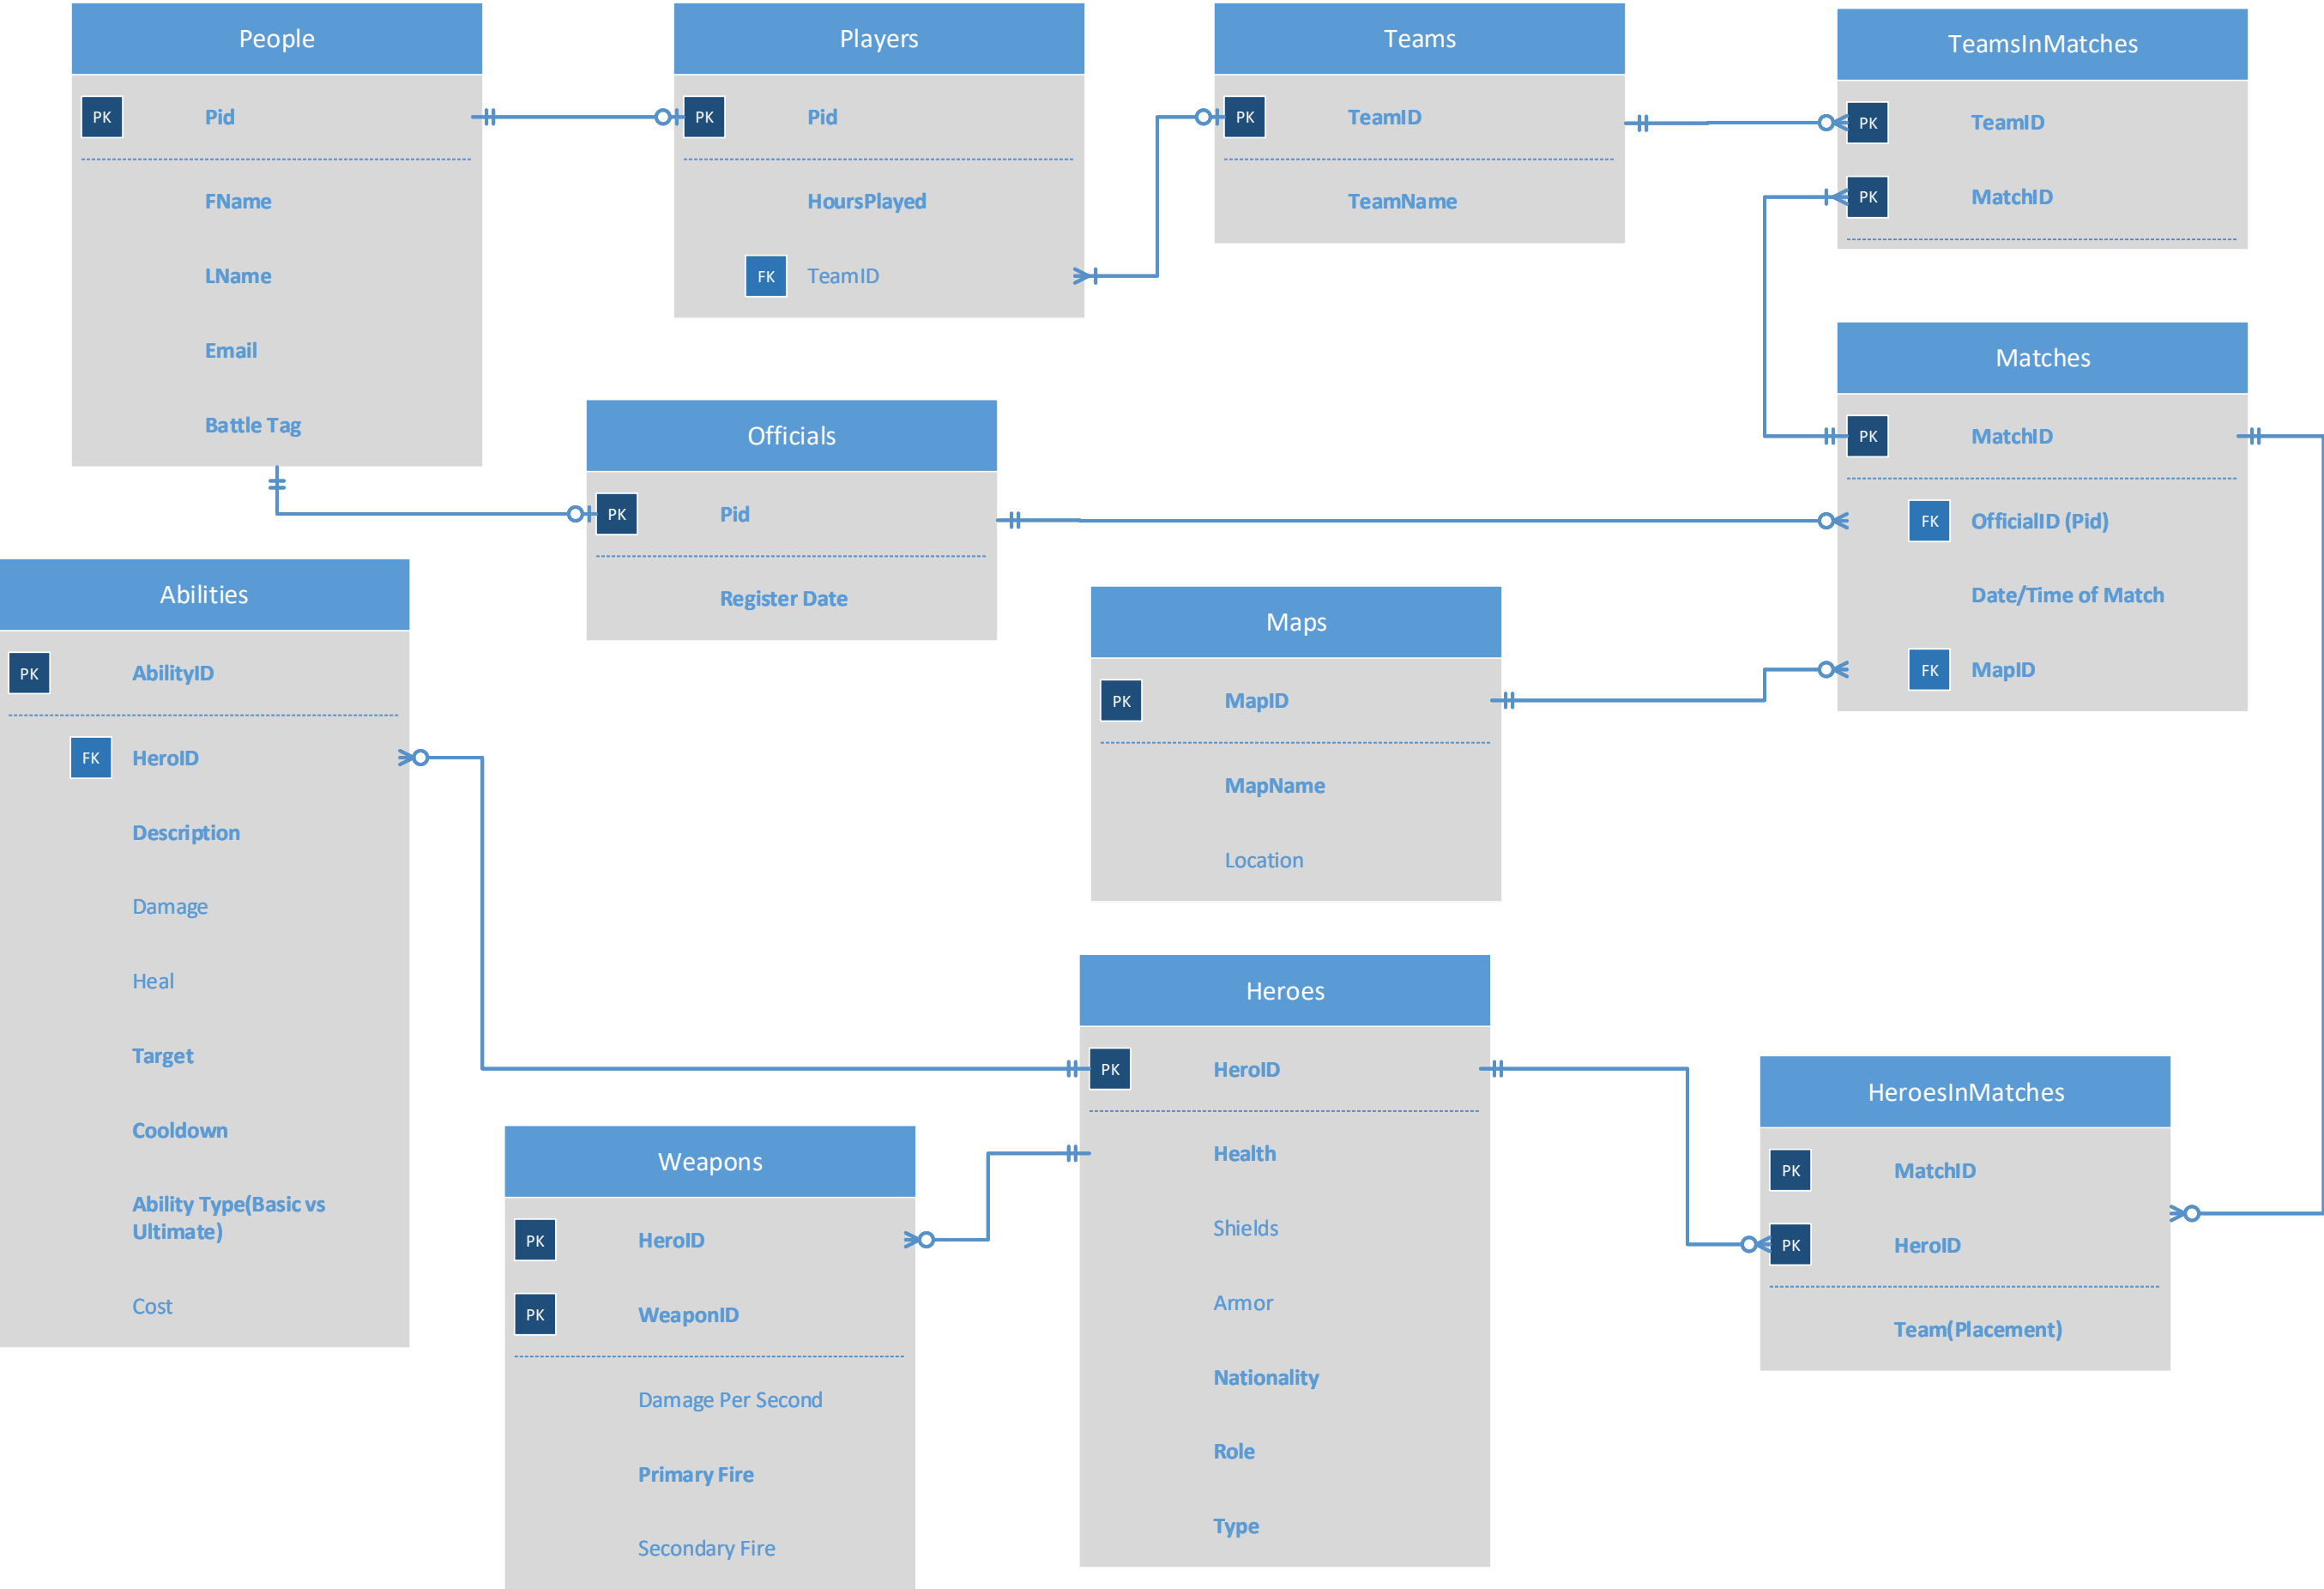 People
PK Pid
FName
LName
Email
Battle Tag
Players
PK Pid
HoursPlayed
FK TeamID
Teams
PK TeamID
TeamName
TeamsInMatches
PK TeamID
PK MatchID
Matches
PK MatchID
FK OfficialID (Pid)
Date/Time of Match
FK MapID
Officials
PK Pid
Register Date
Abilities
PK AbilityID
FK HeroID
Description
Damage
Heal
Target
Cooldown
Ability Type(Basic vs
Ultimate)
Cost
Maps
PK MapID
MapName
Location
Heroes
PK HeroID
Health
Shields
Armor
Nationality
Role
Type
Weapons
PK HeroID
PK WeaponID
Damage Per Second
Primary Fire
Secondary Fire
HeroesInMatches
PK MatchID
PK HeroID
Team(Placement)